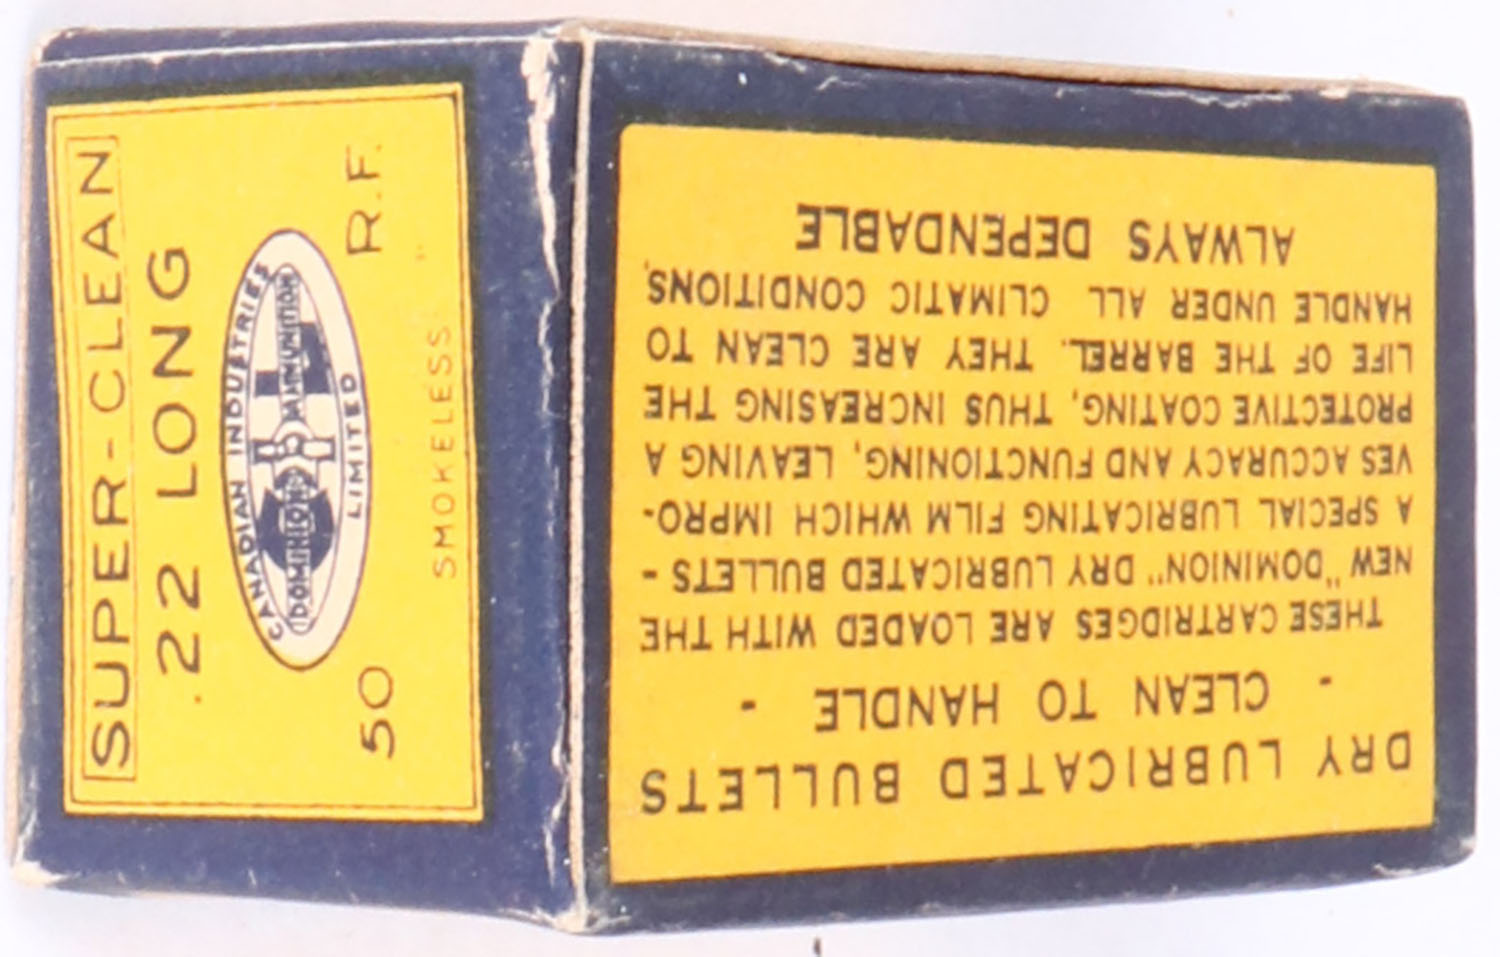 SUPER-CLEAN
.22 LONG
CANADIAN INDUSTRIES
DOMINION AMMUNITION
LIMITED
50 R.F.
SMOKELESS
DRY LUBRICATED BULLETS
- CLEAN TO HANDLE -
THESE CARTRIDGES ARE LOADED WITH THE
NEW "DOMINION" DRY LUBRICATED BULLETS -
A SPECIAL LUBRICATING FILM WHICH IMPRO-
VES ACCURACY AND FUNCTIONING, LEAVING A
PROTECTIVE COATING, THUS INCREASING THE
LIFE OF THE BARREL. THEY ARE CLEAN TO
HANDLE UNDER ALL CLIMATIC CONDITIONS.
ALWAYS DEPENDABLE